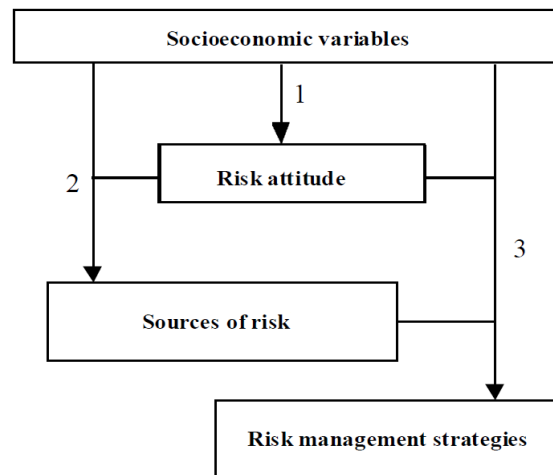 Socioeconomic variables
1
Risk attitude
2
3
Sources of risk
Risk management strategies